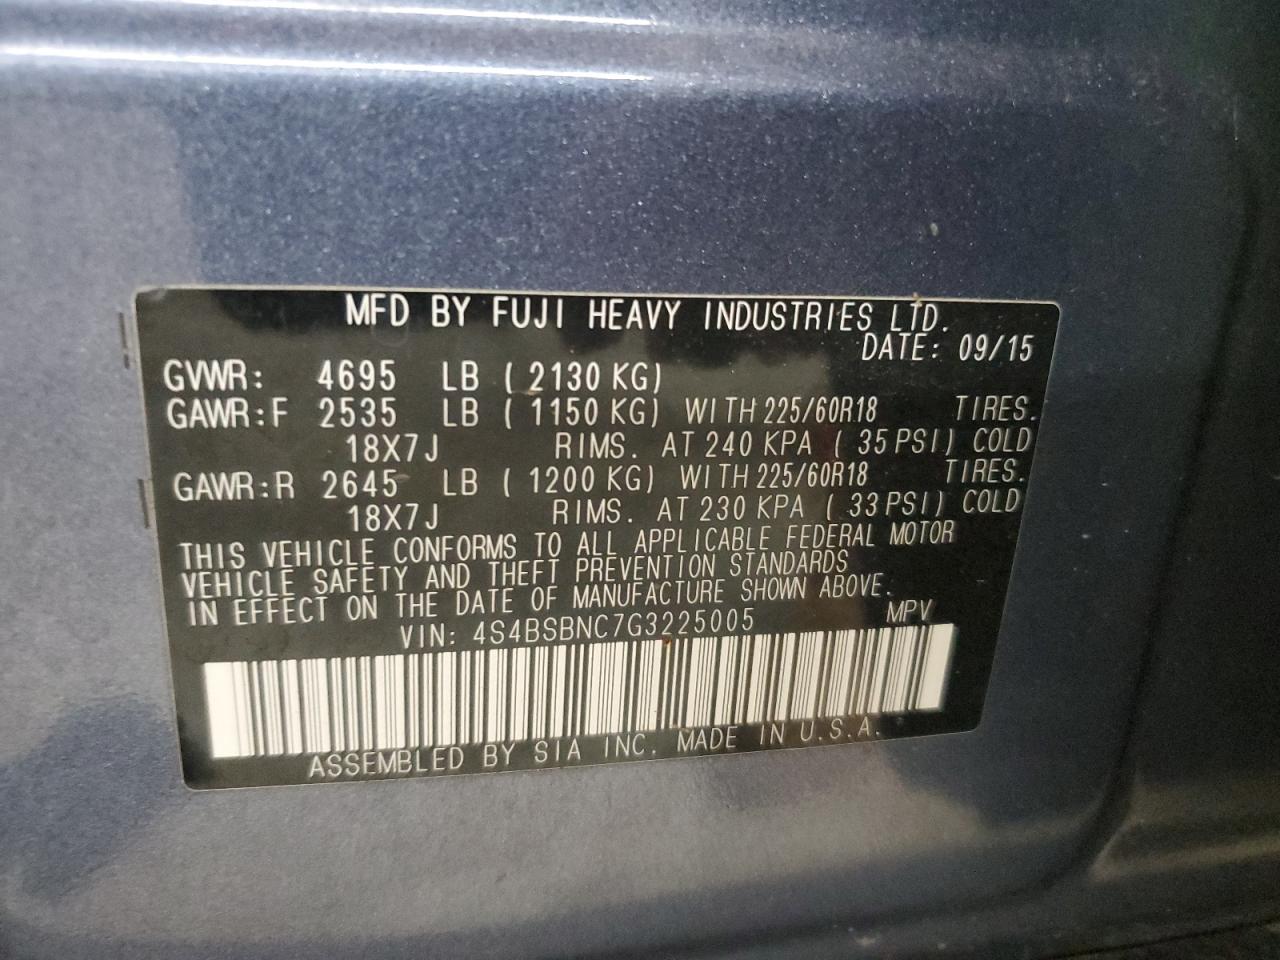 MFD BY FUJI HEAVY INDUSTRIES LTD.
DATE: 09/15
GVWR: 4695 LB ( 2130 KG)
GAWR:F 2535 LB ( 1150 KG) WITH 225/60R18 TIRES.
18X7J RIMS. AT 240 KPA ( 35 PSI) COLD
GAWR:R 2645 LB ( 1200 KG) WITH 225/60R18 TIRES.
18X7J RIMS. AT 230 KPA ( 33 PSI) COLD
THIS VEHICLE CONFORMS TO ALL APPLICABLE FEDERAL MOTOR
VEHICLE SAFETY AND THEFT PREVENTION STANDARDS
IN EFFECT ON THE DATE OF MANUFACTURE SHOWN ABOVE.
VIN: 4S4BSBNC7G3225005 MPV
ASSEMBLED BY SIA INC. MADE IN U.S.A.